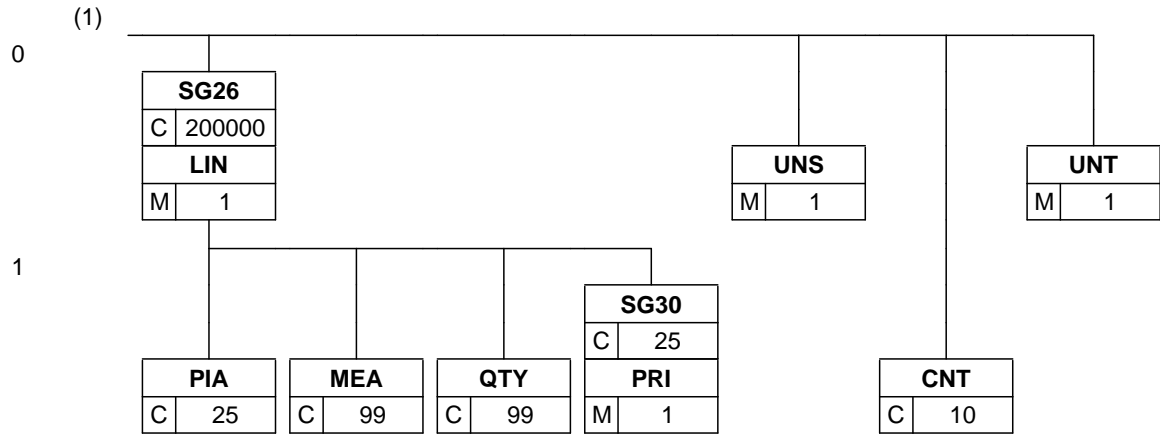 (1)
0
SG26
C 200000
LIN
M 1
UNS
M 1
UNT
M 1
1
SG30
C 25
PIA
C 25
MEA
C 99
QTY
C 99
PRI
M 1
CNT
C 10